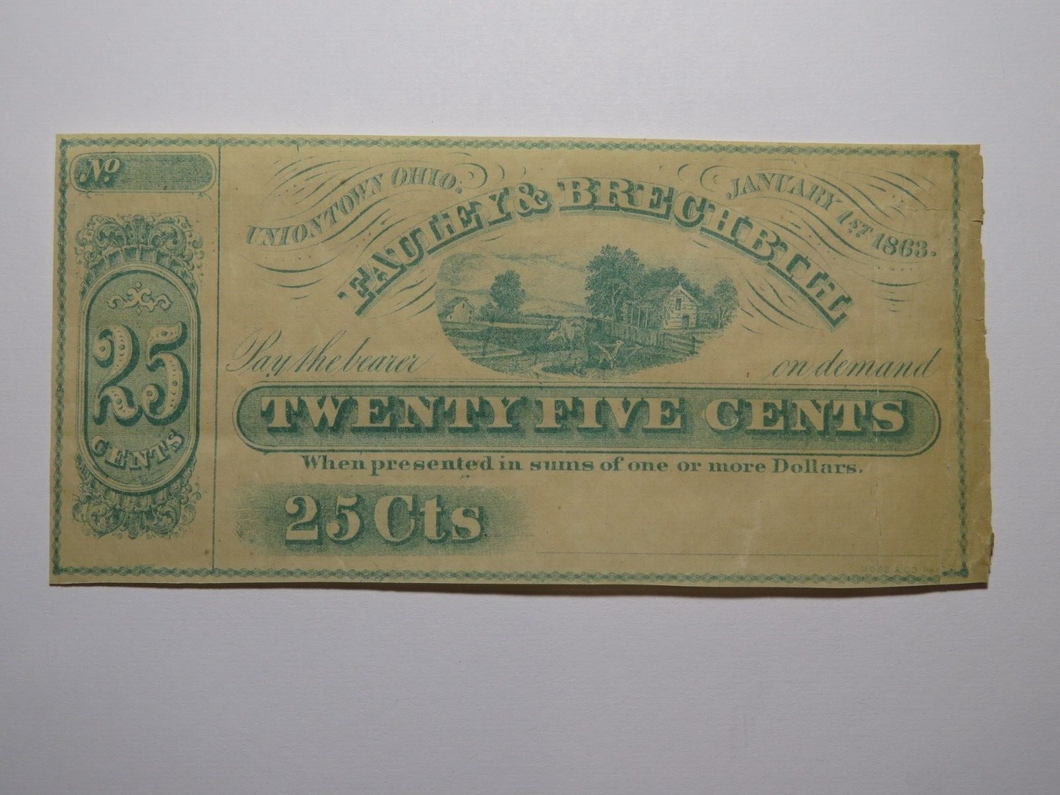 No
UNIONTOWN OHIO.
JANUARY 1ST 1863.
FAUTHEY & BRECHBILL
25
CENTS
Pay the bearer
on demand
TWENTY FIVE CENTS
When presented in sums of one or more Dollars.
25 Cts